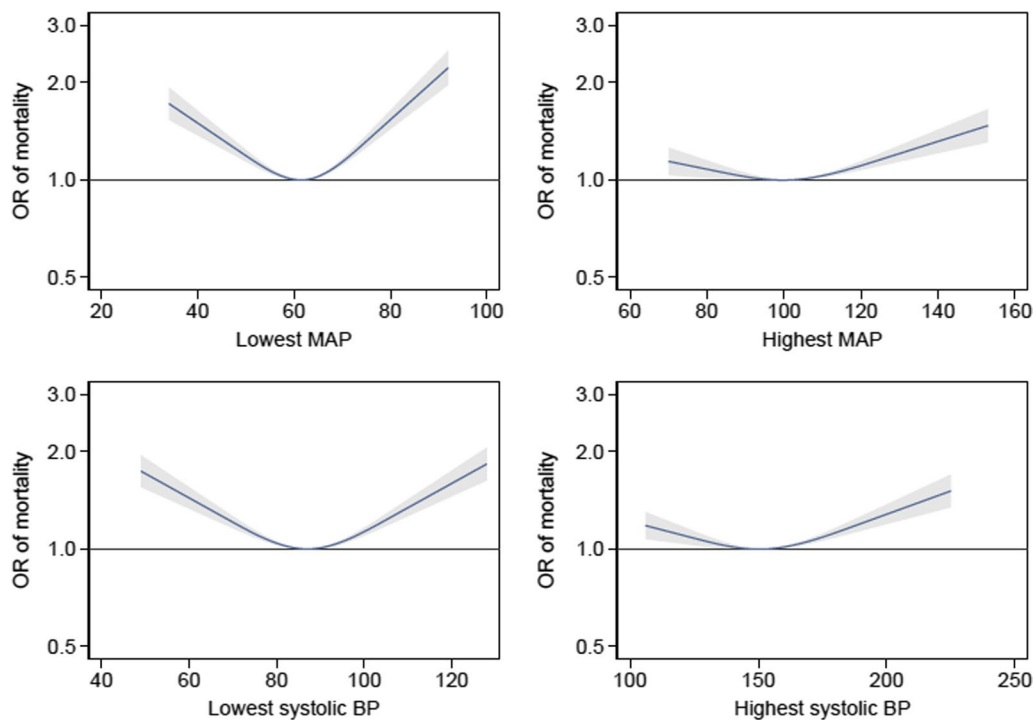 3.0
2.0
1.0
0.5
OR of mortality
20 40 60 80 100
Lowest MAP
3.0
2.0
1.0
0.5
OR of mortality
60 80 100 120 140 160
Highest MAP
3.0
2.0
1.0
0.5
OR of mortality
40 60 80 100 120
Lowest systolic BP
3.0
2.0
1.0
0.5
OR of mortality
100 150 200 250
Highest systolic BP